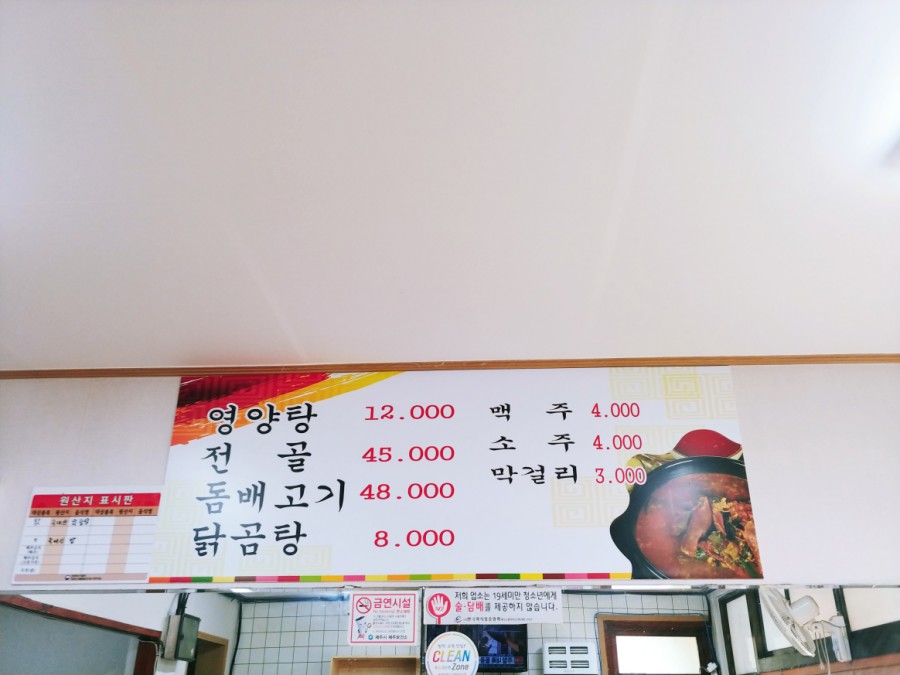 영양탕 12.000
전 골 45.000
돔배고기 48.000
닭곰탕 8.000
맥 주 4.000
소 주 4.000
막걸리 3.000
원산지 표시판
금연시설
저희 업소는 19세미만 청소년에게
술·담배를 제공하지 않습니다.
NO!
CLEAN
Zone